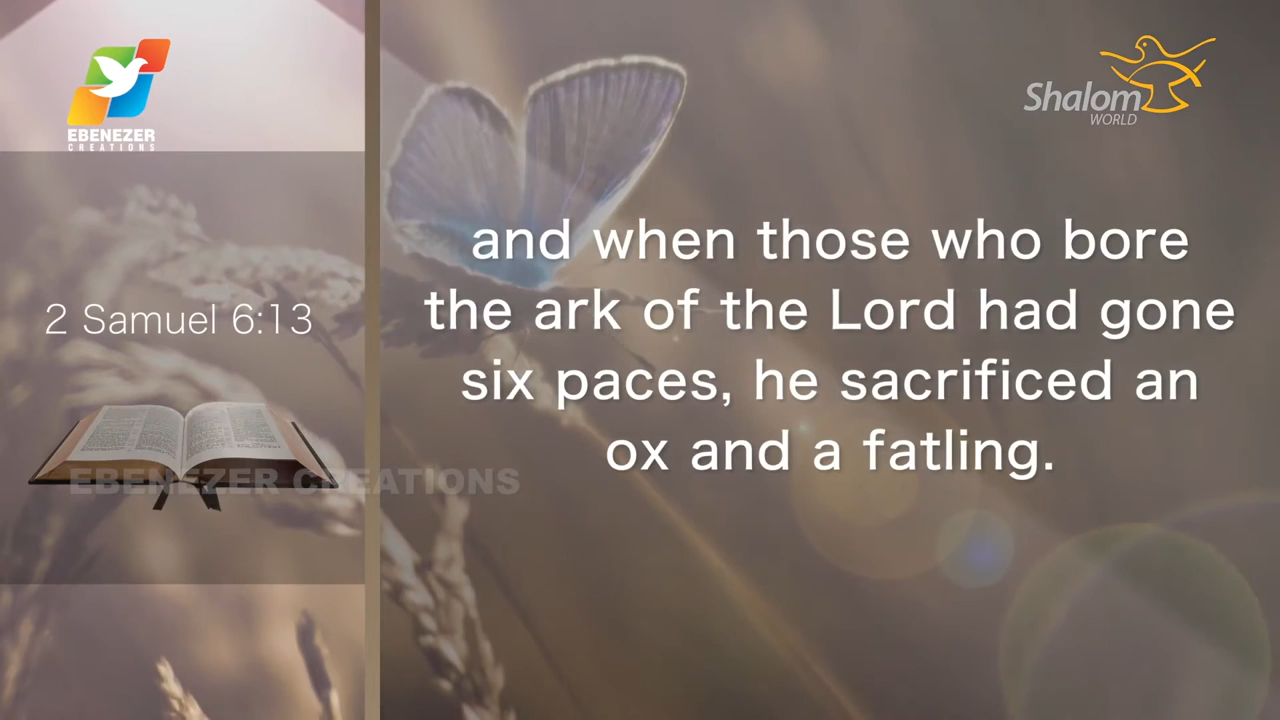 EBENEZER
CREATIONS
Shalom
WORLD
2 Samuel 6:13
and when those who bore
the ark of the Lord had gone
six paces, he sacrificed an
ox and a fatling.
EBENEZER CREATIONS